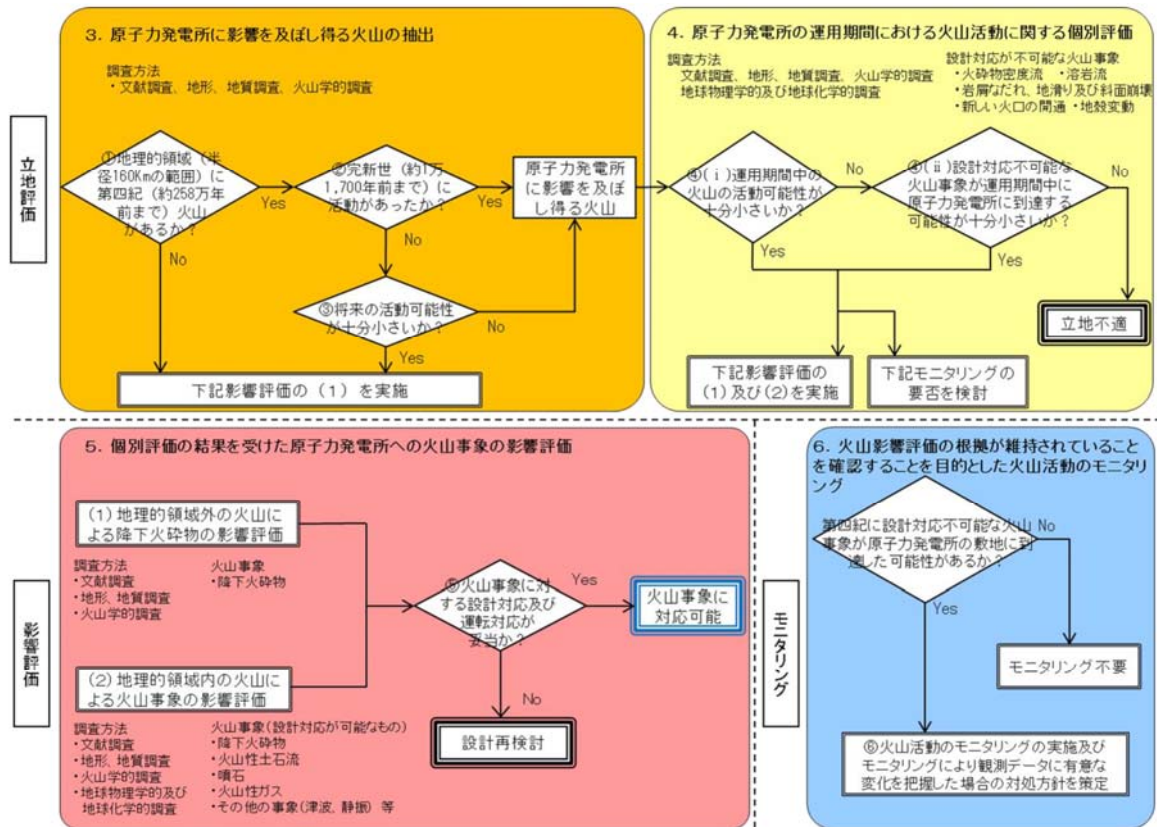 3. 原子力発電所に影響を及ぼし得る火山の抽出
調査方法
・文献調査、地形、地質調査、火山学的調査
立地評価
①地理的領域(半
径160Kmの範囲)に
第四紀(約258万年
前まで)火山
があるか?
Yes
No
②完新世(約1万
1,700年前まで)に
活動があったか?
Yes
No
原子力発電所
に影響を及ぼ
し得る火山
③将来の活動可能性
が十分小さいか?
No
Yes
下記影響評価の(1)を実施
4. 原子力発電所の運用期間における火山活動に関する個別評価
調査方法
文献調査、地形、地質調査、火山学的調査
地球物理学的及び地球化学的調査
設計対応が不可能な火山事象
・火砕物密度流 ・溶岩流
・岩屑なだれ、地滑り及び斜面崩壊
・新しい火口の開通 ・地殻変動
④(ⅰ)運用期間中の
火山の活動可能性が
十分小さいか?
No
Yes
④(ⅱ)設計対応不可能な
火山事象が運用期間中に
原子力発電所に到達する
可能性が十分小さいか?
Yes
No
立地不適
下記影響評価の
(1)及び(2)を実施
下記モニタリングの
要否を検討
5. 個別評価の結果を受けた原子力発電所への火山事象の影響評価
影響評価
(1)地理的領域外の火山に
よる降下火砕物の影響評価
調査方法
・文献調査
・地形、地質調査
・火山学的調査
火山事象
・降下火砕物
(2)地理的領域内の火山に
よる火山事象の影響評価
調査方法
・文献調査
・地形、地質調査
・火山学的調査
・地球物理学的及び
地球化学的調査
火山事象(設計対応が可能なもの)
・降下火砕物
・火山性土石流
・噴石
・火山性ガス
・その他の事象(津波、静振)等
⑤火山事象に対
する設計対応及び
運転対応が
妥当か?
Yes
No
火山事象に
対応可能
設計再検討
6. 火山影響評価の根拠が維持されていること
を確認することを目的とした火山活動のモニタリ
ング
モニタリング
第四紀に設計対応不可能な火山
事象が原子力発電所の敷地に到
達した可能性があるか?
No
Yes
モニタリング不要
⑥火山活動のモニタリングの実施及び
モニタリングにより観測データに有意な
変化を把握した場合の対処方針を策定